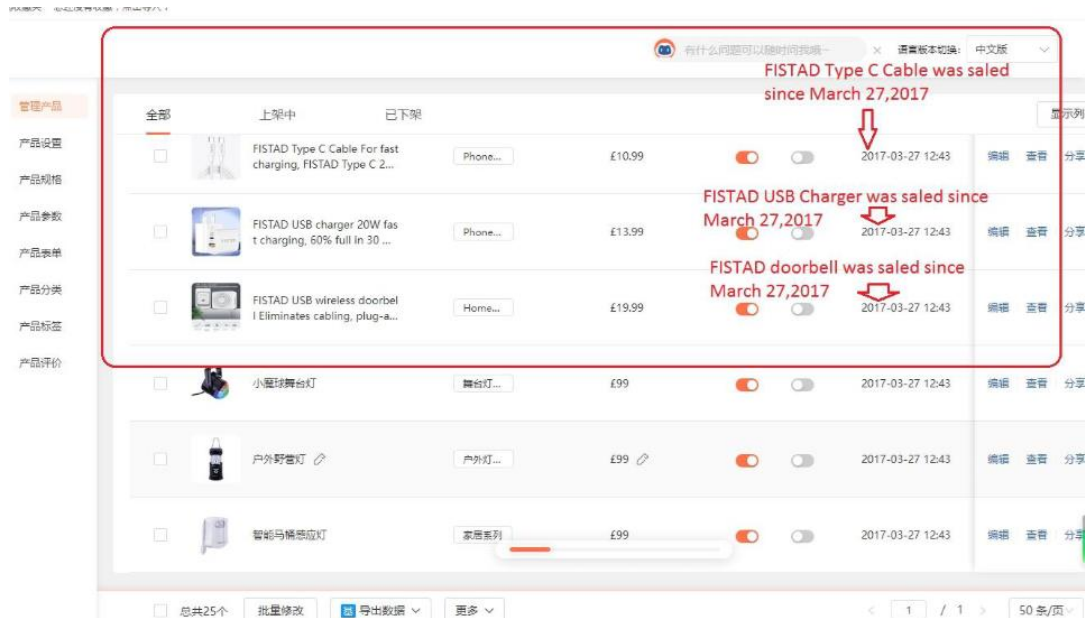 有什么问题可以随时问我哦~
语言版本切换:
中文版
FISTAD Type C Cable was saled
since March 27,2017
管理产品
全部
上架中
已下架
显示列
产品设置
FISTAD Type C Cable For fast
charging, FISTAD Type C 2...
Phone...
£10.99
2017-03-27 12:43
编辑
查看
分享
产品规格
FISTAD USB Charger was saled since
March 27,2017
产品参数
FISTAD USB charger 20W fas
t charging, 60% full in 30 ...
Phone...
£13.99
2017-03-27 12:43
编辑
查看
分享
产品表单
FISTAD doorbell was saled since
March 27,2017
产品分类
FISTAD USB wireless doorbel
l Eliminates cabling, plug-a...
Home...
£19.99
2017-03-27 12:43
编辑
查看
分享
产品标签
产品评价
小魔球舞台灯
舞台灯...
£99
2017-03-27 12:43
编辑
查看
分享
户外野营灯
户外灯...
£99
2017-03-27 12:43
编辑
查看
分享
智能马桶感应灯
家居系列
£99
2017-03-27 12:43
编辑
查看
分享
总共25个
批量修改
导出数据
更多
< 1 / 1 >
50 条/页